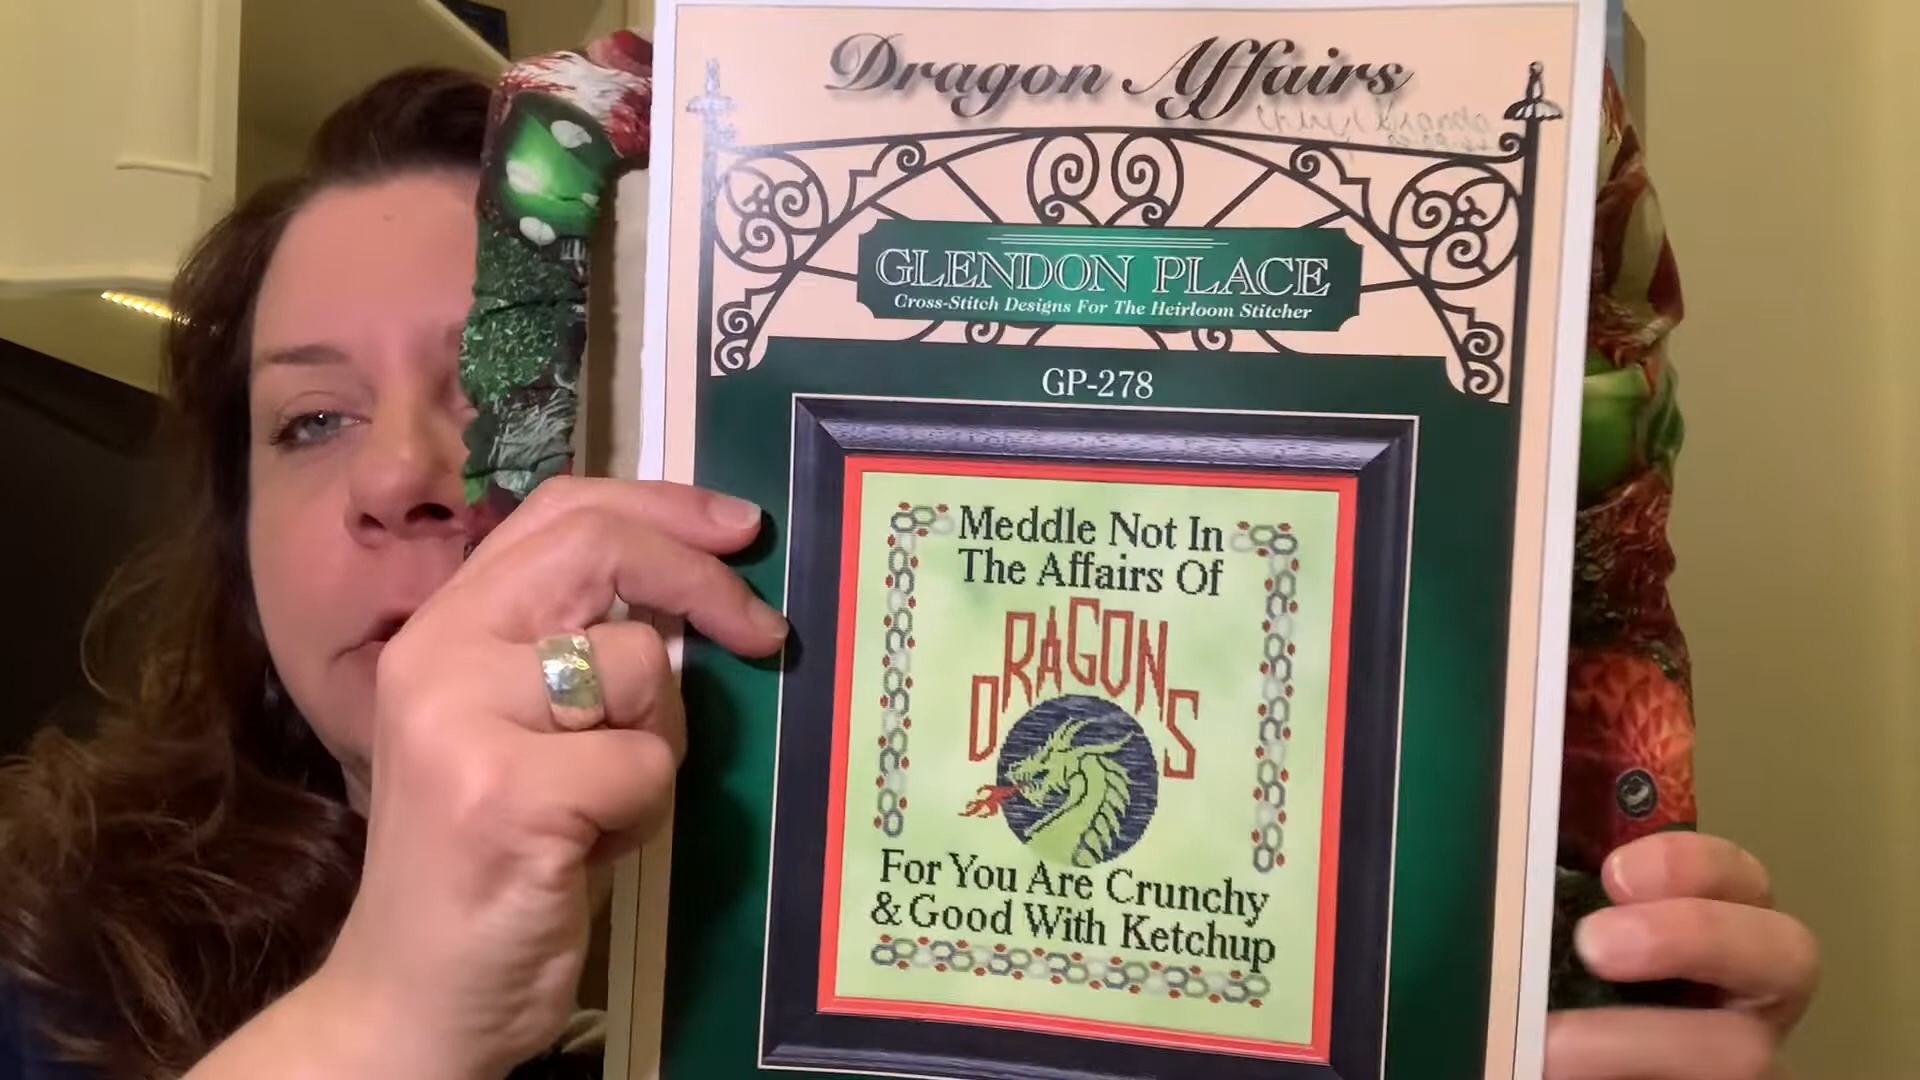 Dragon Affairs
GLENDON PLACE
Cross-Stitch Designs For The Heirloom Stitcher
GP-278
Meddle Not In
The Affairs Of
DRAGONS
For You Are Crunchy
& Good With Ketchup